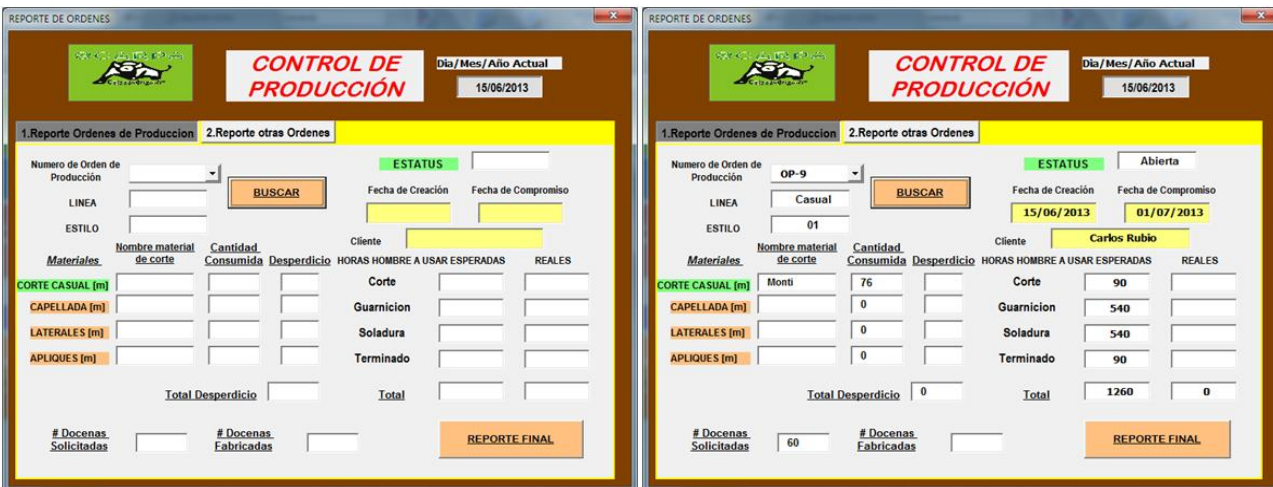 REPORTE DE ORDENES
CONTROL DE
PRODUCCIÓN
Dia/Mes/Año Actual
15/06/2013
1.Reporte Ordenes de Produccion 2.Reporte otras Ordenes
Numero de Orden de
Producción
BUSCAR
ESTATUS
LINEA
Fecha de Creación Fecha de Compromiso
ESTILO
Cliente
Materiales Nombre material
de corte Cantidad
Consumida Desperdicio HORAS HOMBRE A USAR ESPERADAS REALES
CORTE CASUAL [m] Corte
CAPELLADA [m] Guarnicion
LATERALES [m] Soladura
APLIQUES [m] Terminado
Total Desperdicio Total
# Docenas
Solicitadas
# Docenas
Fabricadas
REPORTE FINAL
REPORTE DE ORDENES
CONTROL DE
PRODUCCIÓN
Dia/Mes/Año Actual
15/06/2013
1.Reporte Ordenes de Produccion 2.Reporte otras Ordenes
Numero de Orden de
Producción OP-9
BUSCAR
ESTATUS Abierta
LINEA Casual
Fecha de Creación Fecha de Compromiso
15/06/2013 01/07/2013
ESTILO 01
Cliente Carlos Rubio
Materiales Nombre material
de corte Cantidad
Consumida Desperdicio HORAS HOMBRE A USAR ESPERADAS REALES
CORTE CASUAL [m] Monti 76 Corte 90
CAPELLADA [m] 0 Guarnicion 540
LATERALES [m] 0 Soladura 540
APLIQUES [m] 0 Terminado 90
Total Desperdicio 0 Total 1260 0
# Docenas
Solicitadas 60
# Docenas
Fabricadas
REPORTE FINAL